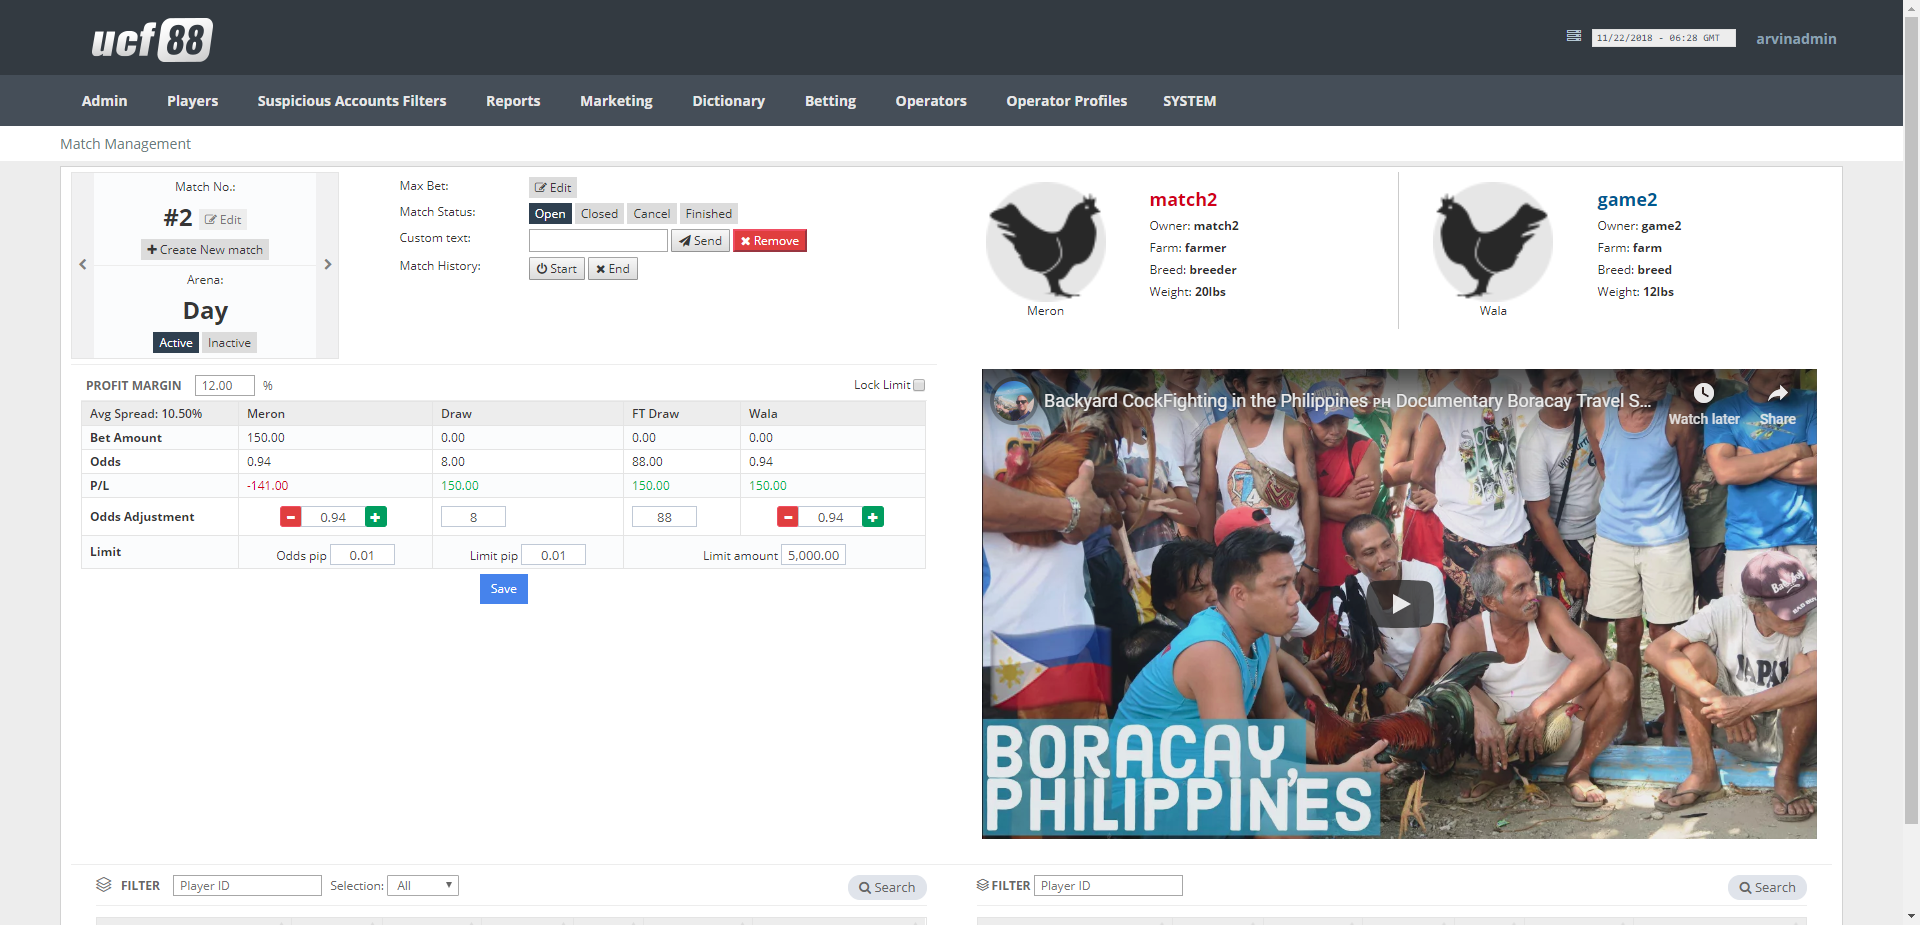 ucf 88
11/22/2018 - 06:28 GMT
arvinadmin
Admin Players Suspicious Accounts Filters Reports Marketing Dictionary Betting Operators Operator Profiles SYSTEM
Match Management
Match No.:
#2 Edit
Create New match
Arena:
Day
Active Inactive
Max Bet: Edit
Match Status: Open Closed Cancel Finished
Custom text: Send Remove
Match History: Start End
Meron
match2
Owner: match2
Farm: farmer
Breed: breeder
Weight: 20lbs
Wala
game2
Owner: game2
Farm: farm
Breed: breed
Weight: 12lbs
PROFIT MARGIN 12.00 % Lock Limit
Avg Spread: 10.50% Meron Draw FT Draw Wala
Bet Amount 150.00 0.00 0.00 0.00
Odds 0.94 8.00 88.00 0.94
P/L -141.00 150.00 150.00 150.00
Odds Adjustment 0.94 8 88 0.94
Limit Odds pip 0.01 Limit pip 0.01 Limit amount 5,000.00
Save
Backyard CockFighting in the Philippines PH Documentary Boracay Travel S...
Watch later Share
BORACAY,
PHILIPPINES
FILTER Player ID Selection: All Search
FILTER Player ID Search